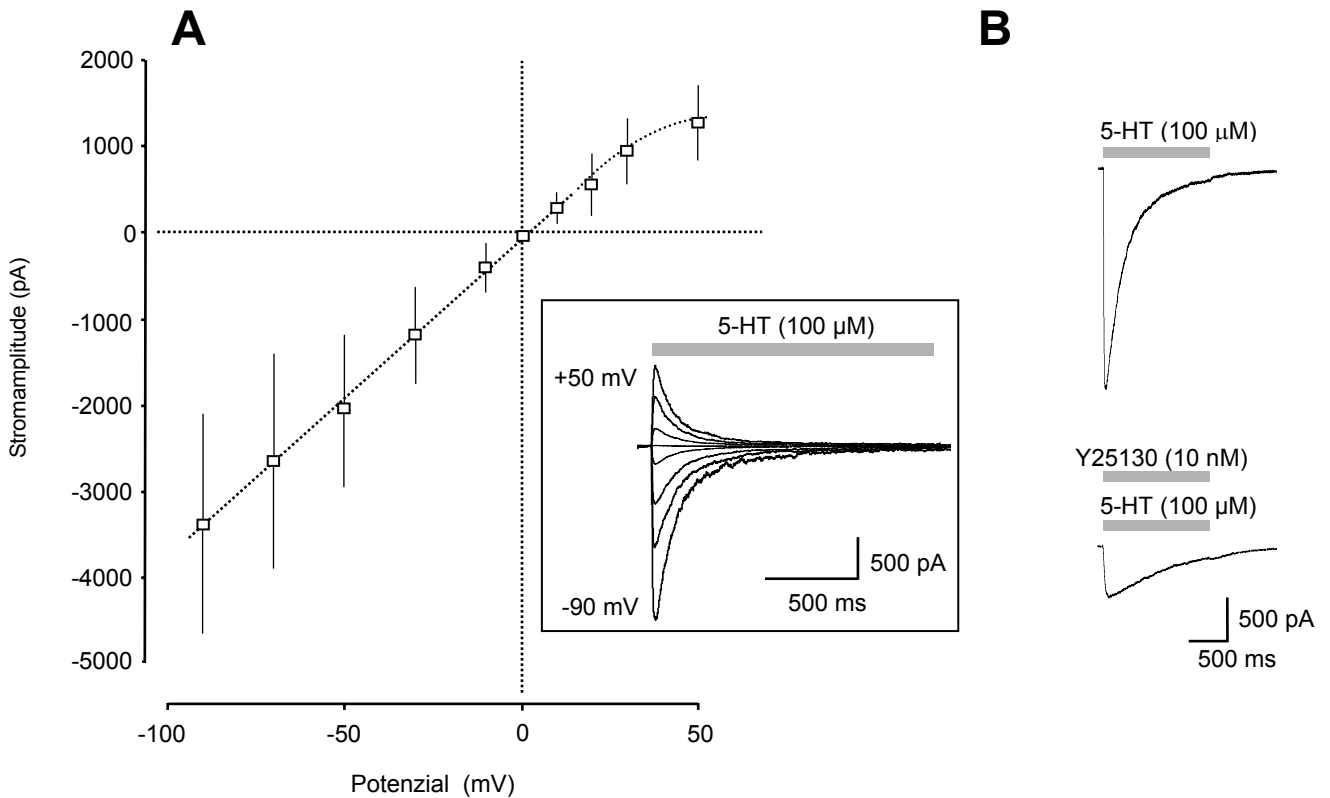 A
2000
1000
0
-1000
-2000
-3000
-4000
-5000
Stromamplitude (pA)
-100
-50
0
50
Potenzial (mV)
5-HT (100 µM)
+50 mV
-90 mV
500 pA
500 ms
B
5-HT (100 µM)
Y25130 (10 nM)
5-HT (100 µM)
500 pA
500 ms